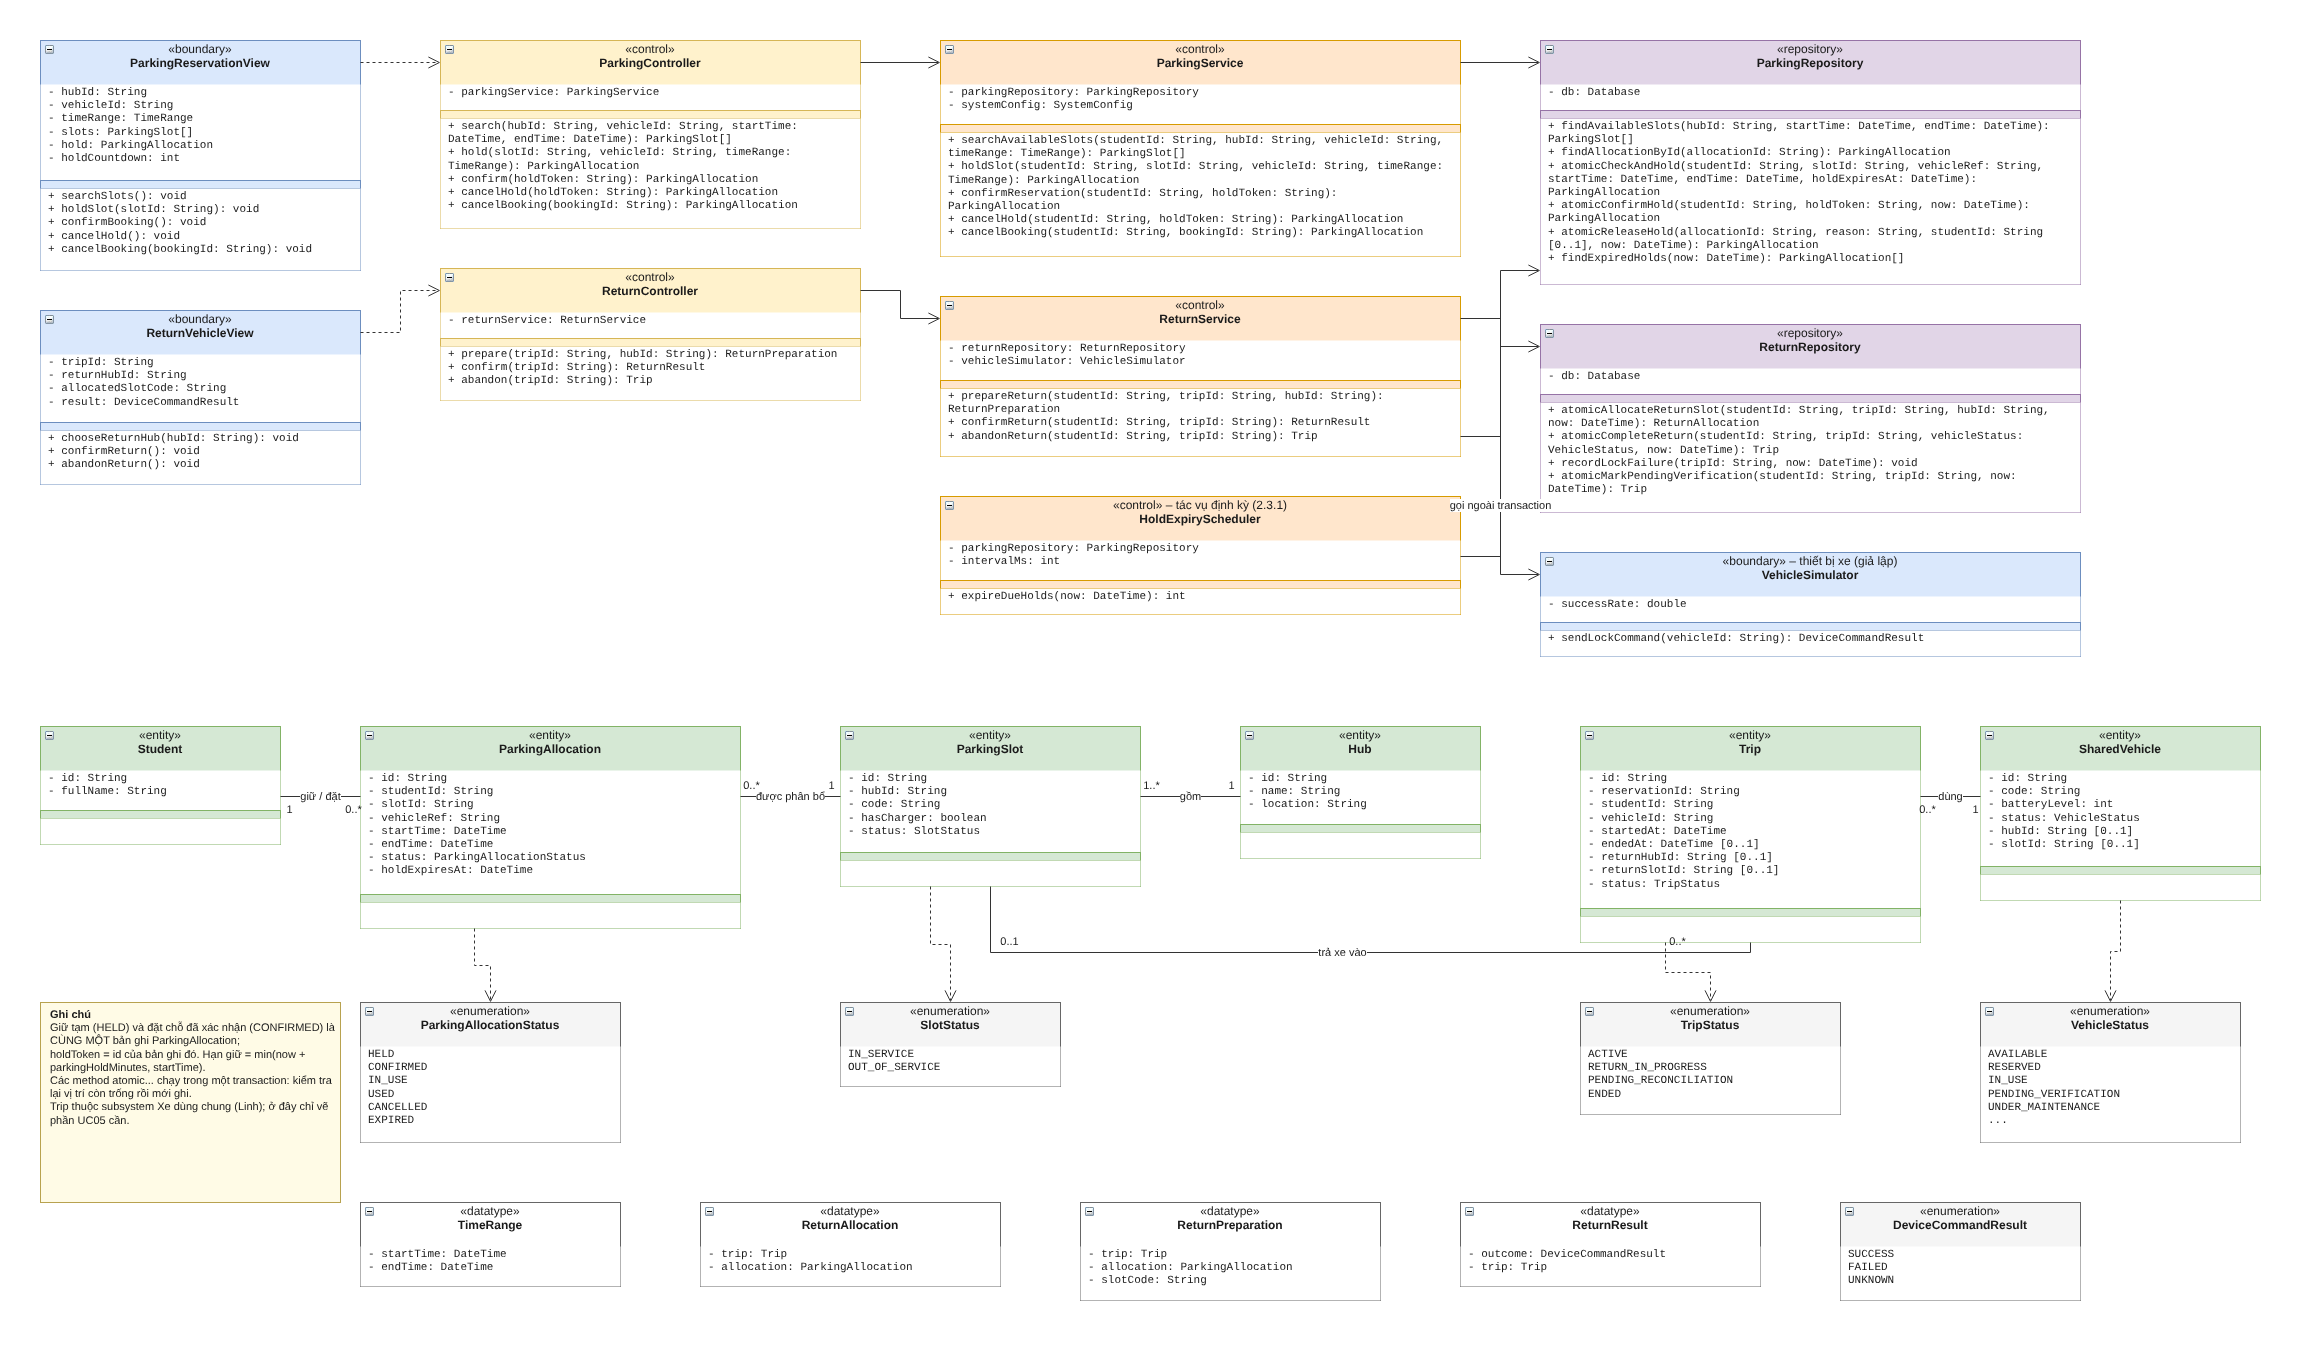 «boundary»
ParkingReservationView
- hubId: String
- vehicleId: String
- timeRange: TimeRange
- slots: ParkingSlot[]
- hold: ParkingAllocation
- holdCountdown: int
+ searchSlots(): void
+ holdSlot(slotId: String): void
+ confirmBooking(): void
+ cancelHold(): void
+ cancelBooking(bookingId: String): void
«control»
ParkingController
- parkingService: ParkingService
+ search(hubId: String, vehicleId: String, startTime:
DateTime, endTime: DateTime): ParkingSlot[]
+ hold(slotId: String, vehicleId: String, timeRange:
TimeRange): ParkingAllocation
+ confirm(holdToken: String): ParkingAllocation
+ cancelHold(holdToken: String): ParkingAllocation
+ cancelBooking(bookingId: String): ParkingAllocation
«control»
ParkingService
- parkingRepository: ParkingRepository
- systemConfig: SystemConfig
+ searchAvailableSlots(studentId: String, hubId: String, vehicleId: String,
timeRange: TimeRange): ParkingSlot[]
+ holdSlot(studentId: String, slotId: String, vehicleId: String, timeRange:
TimeRange): ParkingAllocation
+ confirmReservation(studentId: String, holdToken: String):
ParkingAllocation
+ cancelHold(studentId: String, holdToken: String): ParkingAllocation
+ cancelBooking(studentId: String, bookingId: String): ParkingAllocation
«repository»
ParkingRepository
- db: Database
+ findAvailableSlots(hubId: String, startTime: DateTime, endTime: DateTime):
ParkingSlot[]
+ findAllocationById(allocationId: String): ParkingAllocation
+ atomicCheckAndHold(studentId: String, slotId: String, vehicleRef: String,
startTime: DateTime, endTime: DateTime, holdExpiresAt: DateTime):
ParkingAllocation
+ atomicConfirmHold(studentId: String, holdToken: String, now: DateTime):
ParkingAllocation
+ atomicReleaseHold(allocationId: String, reason: String, studentId: String
[0..1], now: DateTime): ParkingAllocation
+ findExpiredHolds(now: DateTime): ParkingAllocation[]
«boundary»
ReturnVehicleView
- tripId: String
- returnHubId: String
- allocatedSlotCode: String
- result: DeviceCommandResult
+ chooseReturnHub(hubId: String): void
+ confirmReturn(): void
+ abandonReturn(): void
«control»
ReturnController
- returnService: ReturnService
+ prepare(tripId: String, hubId: String): ReturnPreparation
+ confirm(tripId: String): ReturnResult
+ abandon(tripId: String): Trip
«control»
ReturnService
- returnRepository: ReturnRepository
- vehicleSimulator: VehicleSimulator
+ prepareReturn(studentId: String, tripId: String, hubId: String):
ReturnPreparation
+ confirmReturn(studentId: String, tripId: String): ReturnResult
+ abandonReturn(studentId: String, tripId: String): Trip
«repository»
ReturnRepository
- db: Database
+ atomicAllocateReturnSlot(studentId: String, tripId: String, hubId: String,
now: DateTime): ReturnAllocation
+ atomicCompleteReturn(studentId: String, tripId: String, vehicleStatus:
VehicleStatus, now: DateTime): Trip
+ recordLockFailure(tripId: String, now: DateTime): void
+ atomicMarkPendingVerification(studentId: String, tripId: String, now:
DateTime): Trip
«control» – tác vụ định kỳ (2.3.1)
HoldExpiryScheduler
- parkingRepository: ParkingRepository
- intervalMs: int
+ expireDueHolds(now: DateTime): int
gọi ngoài transaction
«boundary» – thiết bị xe (giả lập)
VehicleSimulator
- successRate: double
+ sendLockCommand(vehicleId: String): DeviceCommandResult
«entity»
Student
- id: String
- fullName: String
giữ / đặt
1
0..*
«entity»
ParkingAllocation
- id: String
- studentId: String
- slotId: String
- vehicleRef: String
- startTime: DateTime
- endTime: DateTime
- status: ParkingAllocationStatus
- holdExpiresAt: DateTime
0..*
được phân bổ
1
«entity»
ParkingSlot
- id: String
- hubId: String
- code: String
- hasCharger: boolean
- status: SlotStatus
1..*
gồm
1
«entity»
Hub
- id: String
- name: String
- location: String
«entity»
Trip
- id: String
- reservationId: String
- studentId: String
- vehicleId: String
- startedAt: DateTime
- endedAt: DateTime [0..1]
- returnHubId: String [0..1]
- returnSlotId: String [0..1]
- status: TripStatus
dùng
0..*
1
«entity»
SharedVehicle
- id: String
- code: String
- batteryLevel: int
- status: VehicleStatus
- hubId: String [0..1]
- slotId: String [0..1]
0..1
trả xe vào
0..*
Ghi chú
Giữ tạm (HELD) và đặt chỗ đã xác nhận (CONFIRMED) là
CÙNG MỘT bản ghi ParkingAllocation;
holdToken = id của bản ghi đó. Hạn giữ = min(now +
parkingHoldMinutes, startTime).
Các method atomic... chạy trong một transaction: kiểm tra
lại vị trí còn trống rồi mới ghi.
Trip thuộc subsystem Xe dùng chung (Linh); ở đây chỉ vẽ
phần UC05 cần.
«enumeration»
ParkingAllocationStatus
HELD
CONFIRMED
IN_USE
USED
CANCELLED
EXPIRED
«enumeration»
SlotStatus
IN_SERVICE
OUT_OF_SERVICE
«enumeration»
TripStatus
ACTIVE
RETURN_IN_PROGRESS
PENDING_RECONCILIATION
ENDED
«enumeration»
VehicleStatus
AVAILABLE
RESERVED
IN_USE
PENDING_VERIFICATION
UNDER_MAINTENANCE
...
«datatype»
TimeRange
- startTime: DateTime
- endTime: DateTime
«datatype»
ReturnAllocation
- trip: Trip
- allocation: ParkingAllocation
«datatype»
ReturnPreparation
- trip: Trip
- allocation: ParkingAllocation
- slotCode: String
«datatype»
ReturnResult
- outcome: DeviceCommandResult
- trip: Trip
«enumeration»
DeviceCommandResult
SUCCESS
FAILED
UNKNOWN